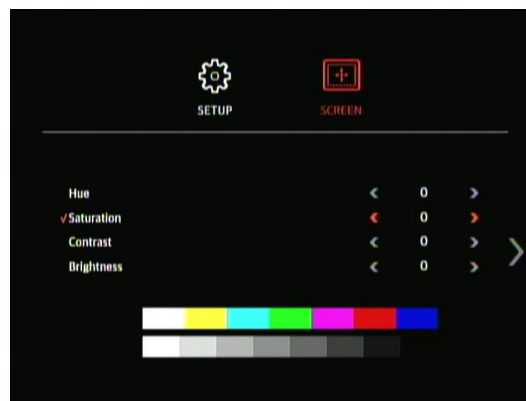 SETUP
SCREEN
Hue 0
✓Saturation 0
Contrast 0
Brightness 0